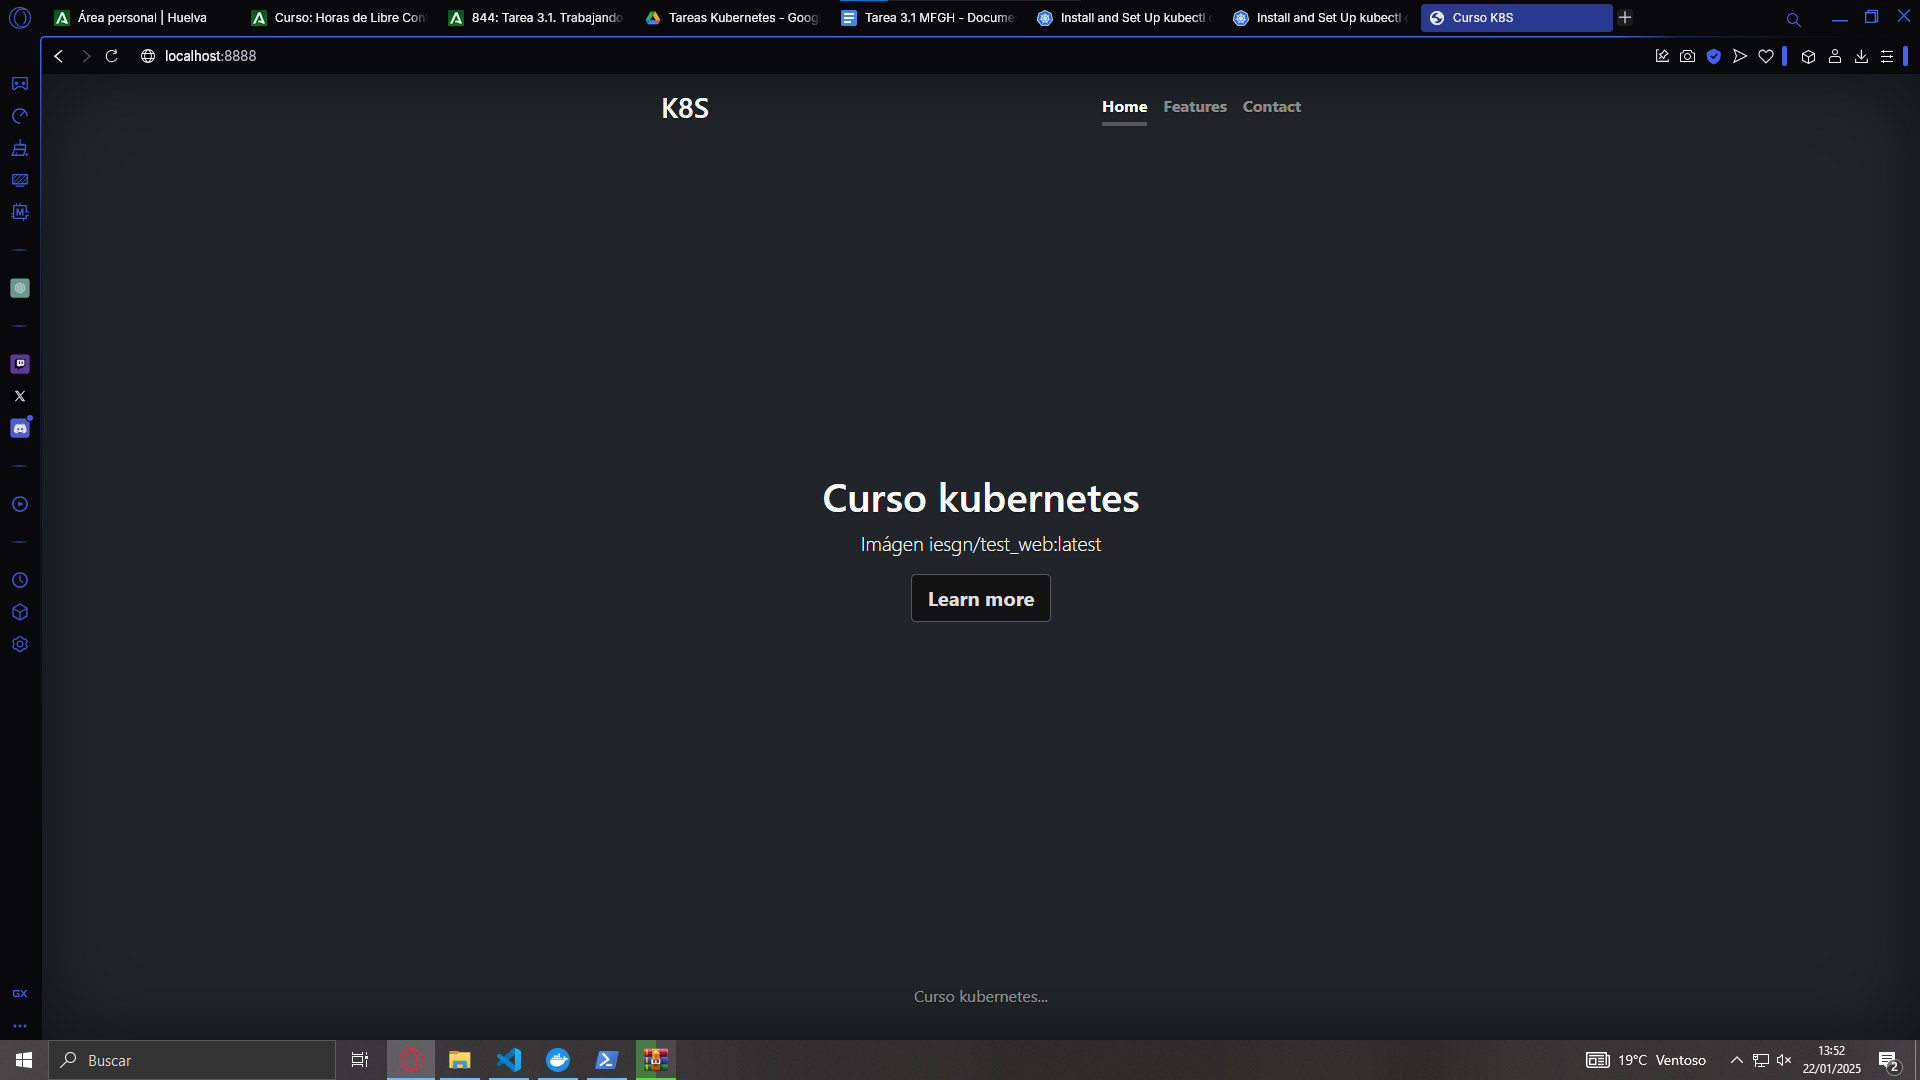 Área personal | Huelva
Curso: Horas de Libre Con
844: Tarea 3.1. Trabajando
Tareas Kubernetes - Goog
Tarea 3.1 MFGH - Docume
Install and Set Up kubectl
Install and Set Up kubectl
Curso K8S
localhost:8888
K8S
Home
Features
Contact
Curso kubernetes
Imágen iesgn/test_web:latest
Learn more
Curso kubernetes...
GX
Buscar
19°C Ventoso
13:52
22/01/2025
2